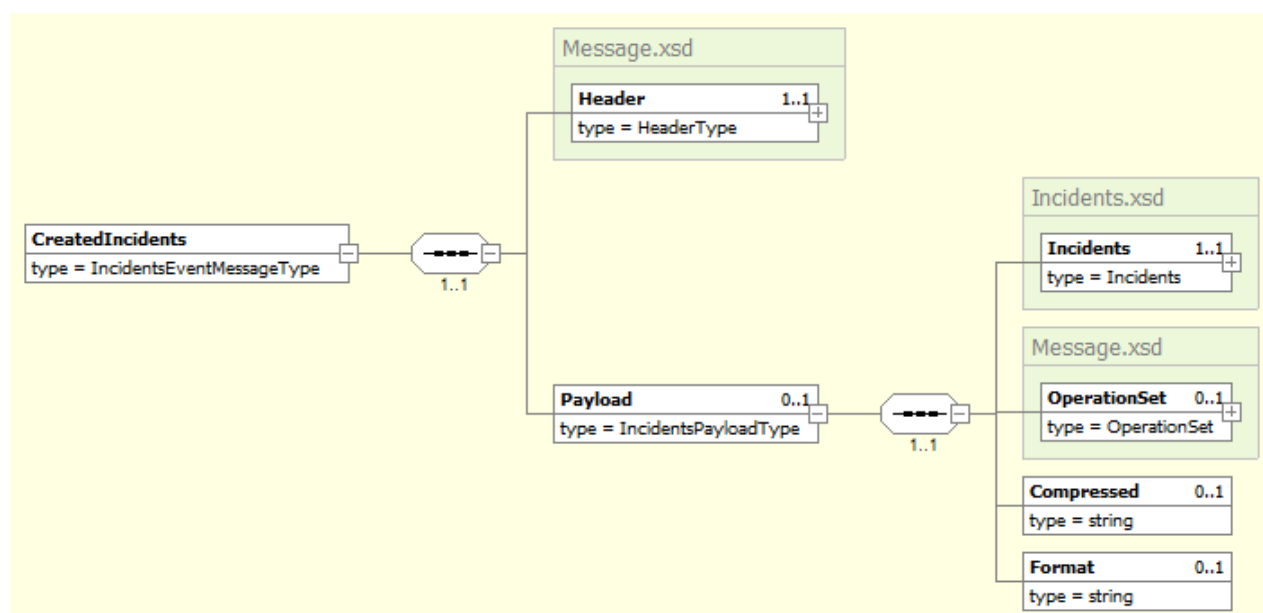 Message.xsd
Header 1..1
type = HeaderType
CreatedIncidents
type = IncidentsEventMessageType
1..1
Payload 0..1
type = IncidentsPayloadType
1..1
Incidents.xsd
Incidents 1..1
type = Incidents
Message.xsd
OperationSet 0..1
type = OperationSet
Compressed 0..1
type = string
Format 0..1
type = string